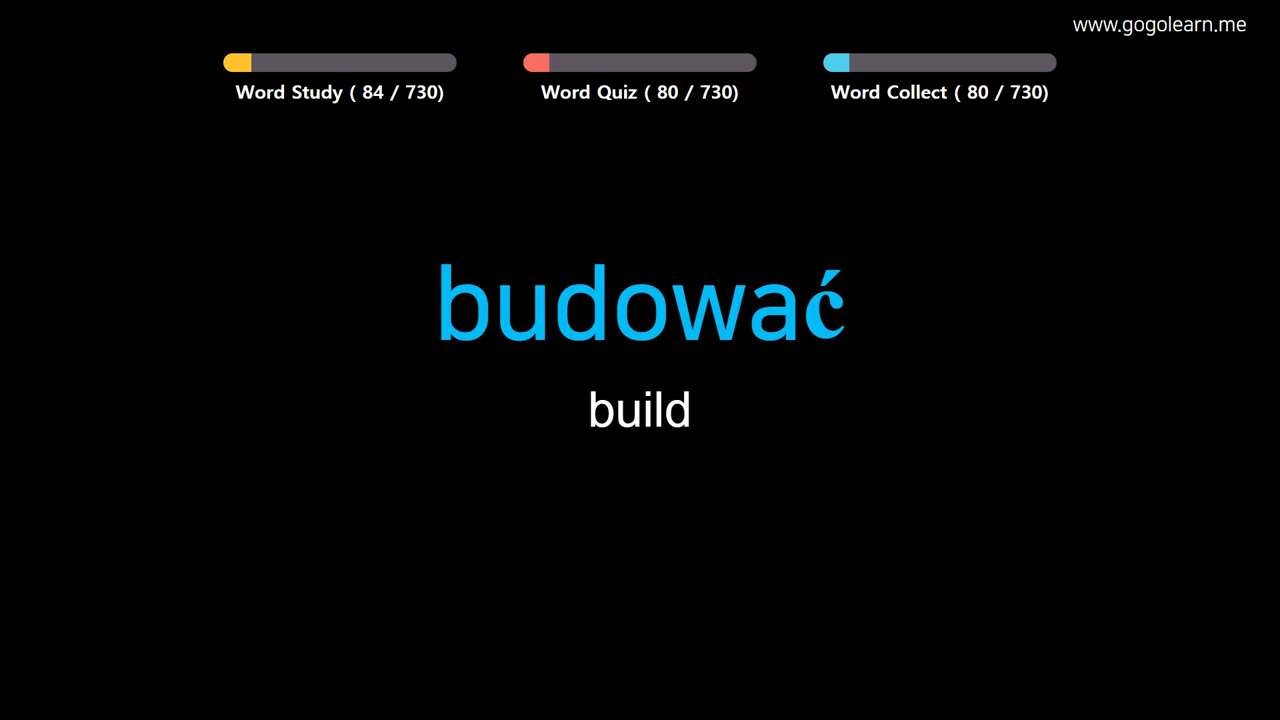 www.gogolearn.me
Word Study ( 84 / 730)
Word Quiz ( 80 / 730)
Word Collect ( 80 / 730)
budować
build